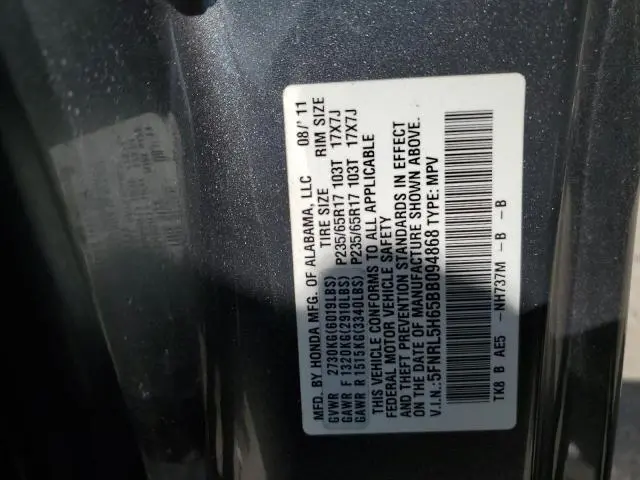 MFD. BY HONDA MFG. OF ALABAMA, LLC 08/'11
TIRE SIZE RIM SIZE
GVWR 2730KG(6019LBS)
GAWR F 1320KG(2910LBS) P235/65R17 103T 17X7J
GAWR R 1515KG(3340LBS) P235/65R17 103T 17X7J
THIS VEHICLE CONFORMS TO ALL APPLICABLE
FEDERAL MOTOR VEHICLE SAFETY
AND THEFT PREVENTION STANDARDS IN EFFECT
ON THE DATE OF MANUFACTURE SHOWN ABOVE.
V.I.N.:5FNRL5H65BB094868 TYPE: MPV
TK8 B AE5 -NH737M -B -B